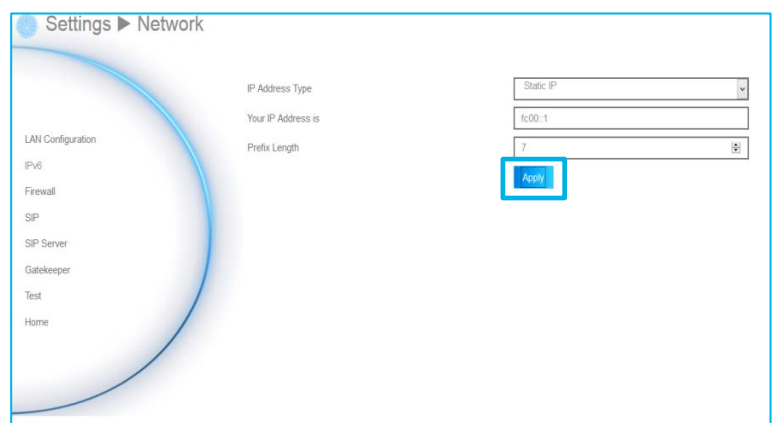 Settings ▶ Network
IP Address Type
Static IP
Your IP Address is
fc00::1
Prefix Length
7
Apply
LAN Configuration
IPv6
Firewall
SIP
SIP Server
Gatekeeper
Test
Home